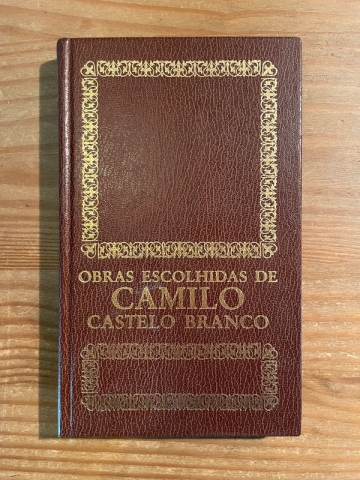 OBRAS ESCOLHIDAS DE
CAMILO
CASTELO BRANCO